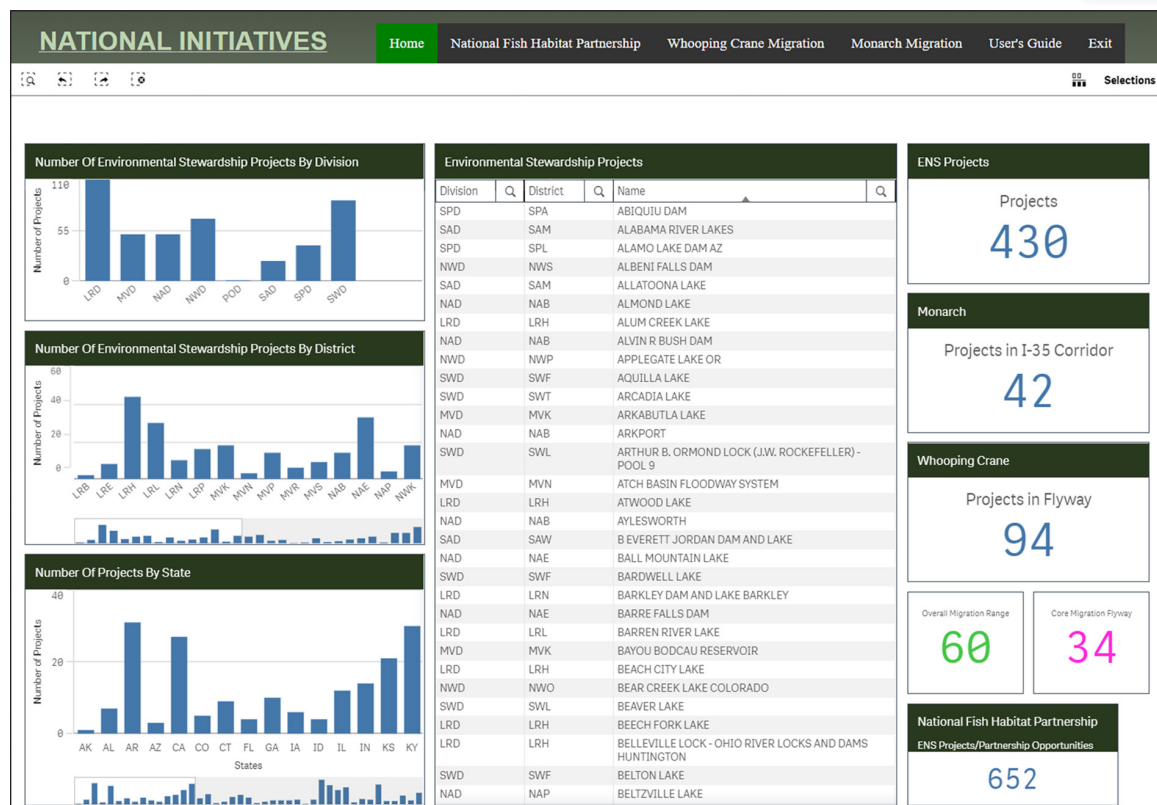 NATIONAL INITIATIVES
Home National Fish Habitat Partnership Whooping Crane Migration Monarch Migration User's Guide Exit
Selections
Number Of Environmental Stewardship Projects By Division
Number of Projects
110
55
0
LRD MVD NAD NWD POD SAD SPD SWD
Number Of Environmental Stewardship Projects By District
Number of Projects
60
40
20
0
LRB LRE LRH LRL LRN LRP MVK MVN MVP MVR MVS NAB NAE NAP NWK
Number Of Projects By State
Number of Projects
40
20
0
AK AL AR AZ CA CO CT FL GA IA ID IL IN KS KY
States
Environmental Stewardship Projects
Division District Name
SPD SPA ABIQUIU DAM
SAD SAM ALABAMA RIVER LAKES
SPD SPL ALAMO LAKE DAM AZ
NWD NWS ALBENI FALLS DAM
SAD SAM ALLATOONA LAKE
NAD NAB ALMOND LAKE
LRD LRH ALUM CREEK LAKE
NAD NAB ALVIN R BUSH DAM
NWD NWP APPLEGATE LAKE OR
SWD SWF AQUILLA LAKE
SWD SWT ARCADIA LAKE
MVD MVK ARKABUTLA LAKE
NAD NAB ARKPORT
SWD SWL ARTHUR B. ORMOND LOCK (J.W. ROCKEFELLER) -
POOL 9
MVD MVN ATCH BASIN FLOODWAY SYSTEM
LRD LRH ATWOOD LAKE
NAD NAB AYLESWORTH
SAD SAW B EVERETT JORDAN DAM AND LAKE
NAD NAE BALL MOUNTAIN LAKE
SWD SWF BARDWELL LAKE
LRD LRN BARKLEY DAM AND LAKE BARKLEY
NAD NAE BARRE FALLS DAM
LRD LRL BARREN RIVER LAKE
MVD MVK BAYOU BODCAU RESERVOIR
LRD LRH BEACH CITY LAKE
NWD NWO BEAR CREEK LAKE COLORADO
SWD SWL BEAVER LAKE
LRD LRH BEECH FORK LAKE
LRD LRH BELLEVILLE LOCK - OHIO RIVER LOCKS AND DAMS
HUNTINGTON
SWD SWF BELTON LAKE
NAD NAP BELTZVILLE LAKE
ENS Projects
Projects
430
Monarch
Projects in I-35 Corridor
42
Whooping Crane
Projects in Flyway
94
Overall Migration Range Core Migration Flyway
60 34
National Fish Habitat Partnership
ENS Projects/Partnership Opportunities
652